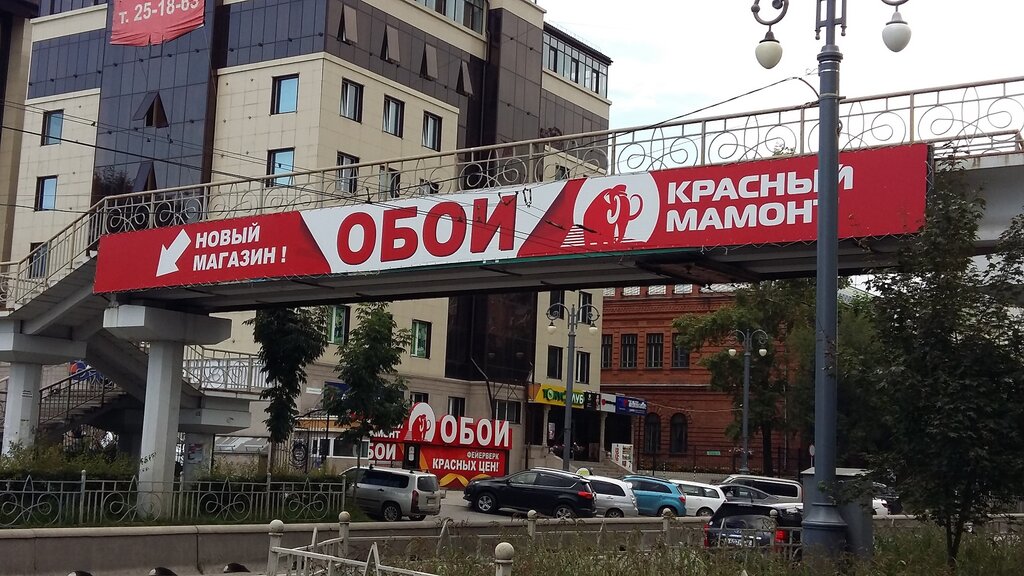 т. 25-18-63
НОВЫЙ
МАГАЗИН !
ОБОИ
КРАСНЫЙ
МАМОНТ
ОБОИ
ОБОИ
ФЕЙЕРВЕРК
КРАСНЫХ ЦЕН!